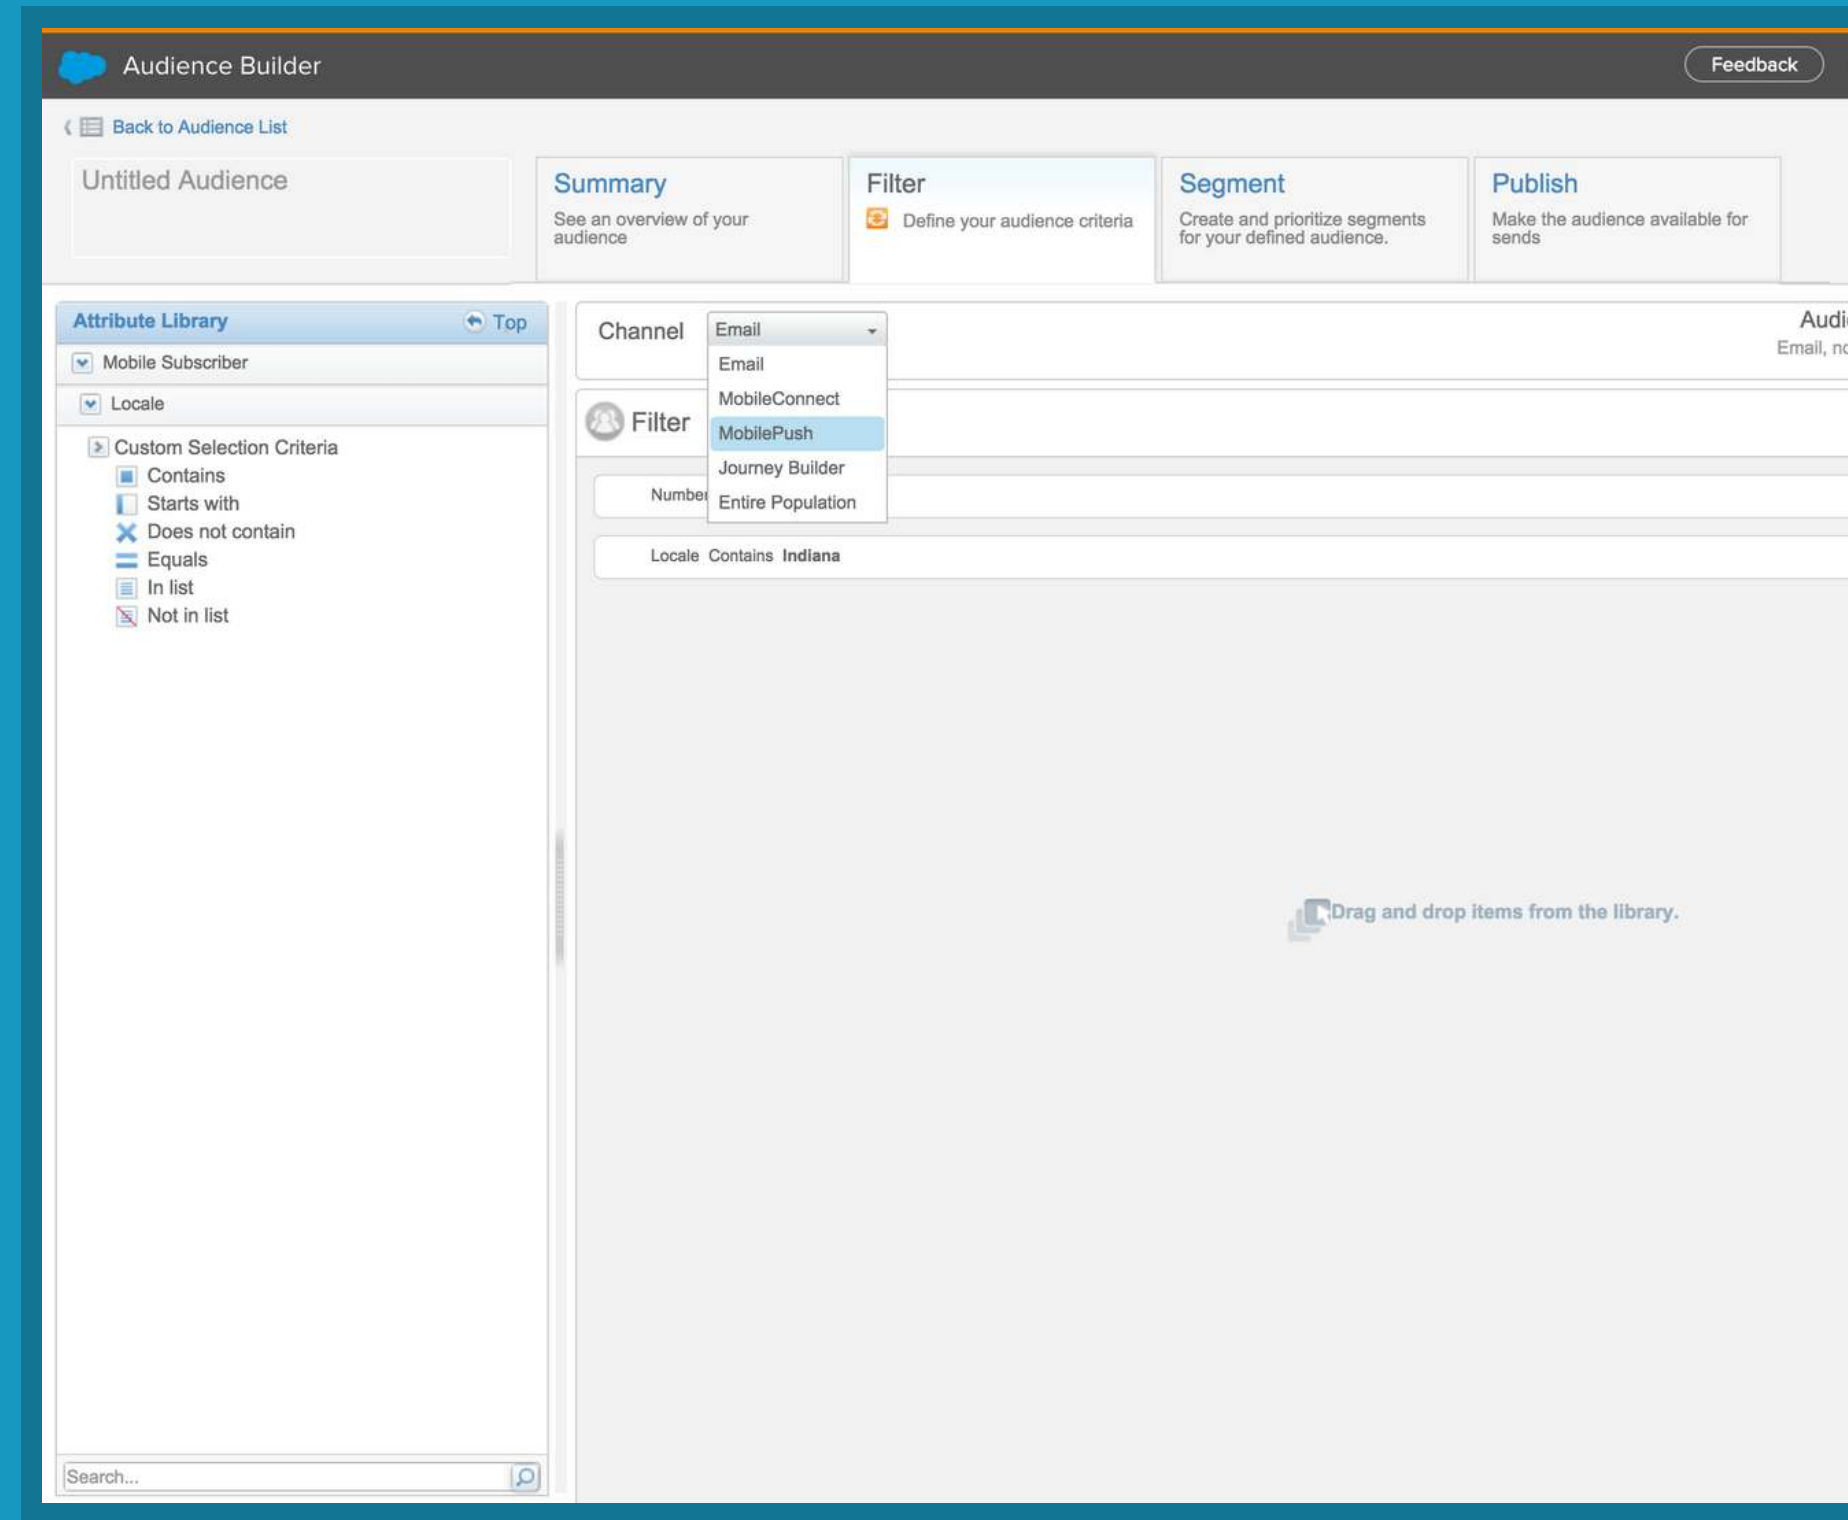 Audience Builder
Feedback
Back to Audience List
Untitled Audience
Summary
See an overview of your
audience
Filter
Define your audience criteria
Segment
Create and prioritize segments
for your defined audience.
Publish
Make the audience available for
sends
Attribute Library
Top
Mobile Subscriber
Locale
Custom Selection Criteria
Contains
Starts with
Does not contain
Equals
In list
Not in list
Search...
Channel
Email
Email
MobileConnect
MobilePush
Journey Builder
Entire Population
Email,
Filter
Locale Contains Indiana
Drag and drop items from the library.